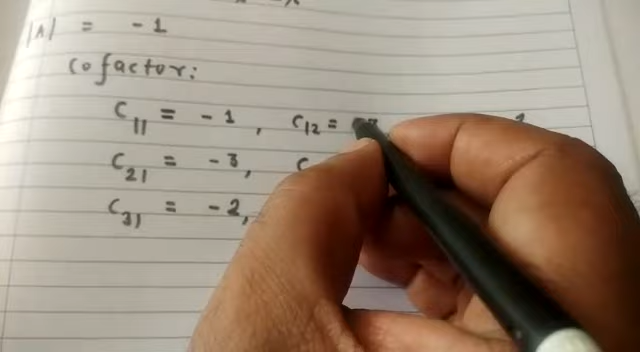 |A| = -1
Cofactor:
C11 = -1, C12 =
C21 = -3, C
C31 = -2,